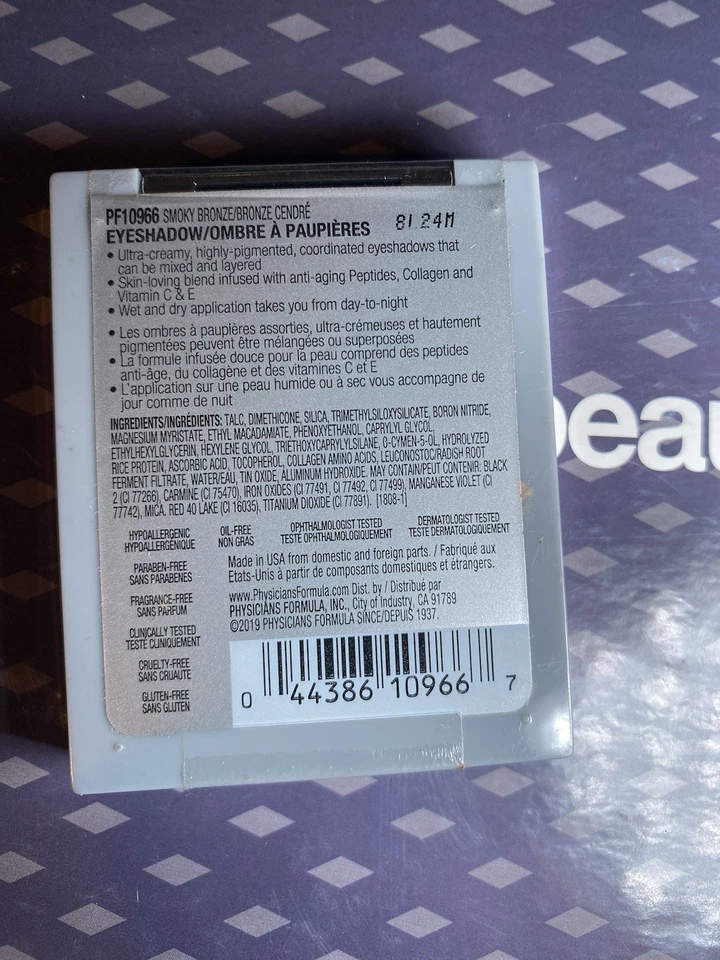 PF10966 SMOKY BRONZE/BRONZE CENDRÉ
EYESHADOW/OMBRE À PAUPIÈRES
81 24M
• Ultra-creamy, highly-pigmented, coordinated eyeshadows that
can be mixed and layered
• Skin-loving blend infused with anti-aging Peptides, Collagen and
Vitamin C & E
• Wet and dry application takes you from day-to-night
• Les ombres à paupières assorties, ultra-crémeuses et hautement
pigmentées peuvent être mélangées ou superposées
• La formule infusée douce pour la peau comprend des peptides
anti-âge, du collagène et des vitamines C et E
• L'application sur une peau humide ou à sec vous accompagne de
jour comme de nuit
INGREDIENTS/INGRÉDIENTS: TALC, DIMETHICONE, SILICA, TRIMETHYLSILOXYSILICATE, BORON NITRIDE,
MAGNESIUM MYRISTATE, ETHYL MACADAMIATE, PHENOXYETHANOL, CAPRYLYL GLYCOL,
ETHYLHEXYLGLYCERIN, HEXYLENE GLYCOL, TRIETHOXYCAPRYLYLSILANE, O-CYMEN-5-OL, HYDROLYZED
RICE PROTEIN, ASCORBIC ACID, TOCOPHEROL, COLLAGEN AMINO ACIDS, LEUCONOSTOC/RADISH ROOT
FERMENT FILTRATE, WATER/EAU, TIN OXIDE, ALUMINUM HYDROXIDE. MAY CONTAIN/PEUT CONTENIR: BLACK
2 (CI 77266), CARMINE (CI 75470), IRON OXIDES (CI 77491, CI 77492, CI 77499), MANGANESE VIOLET (CI
77742), MICA, RED 40 LAKE (CI 16035), TITANIUM DIOXIDE (CI 77891). [1808-1]
HYPOALLERGENIC
HYPOALLERGÉNIQUE
OIL-FREE
NON GRAS
OPHTHALMOLOGIST TESTED
TESTÉ OPHTHALMOLOGIQUEMENT
DERMATOLOGIST TESTED
TESTÉ DERMATOLOGIQUEMENT
PARABEN-FREE
SANS PARABENES
FRAGRANCE-FREE
SANS PARFUM
CLINICALLY TESTED
TESTÉ CLINIQUEMENT
CRUELTY-FREE
SANS CRUAUTE
GLUTEN-FREE
SANS GLUTEN
Made in USA from domestic and foreign parts. / Fabriqué aux
Etats-Unis à partir de composants domestiques et étrangers.
www.PhysiciansFormula.com Dist. by / Distribué par
PHYSICIANS FORMULA, INC., City of Industry, CA 91789
©2019 PHYSICIANS FORMULA SINCE/DEPUIS 1937.
0 44386 10966 7
beau